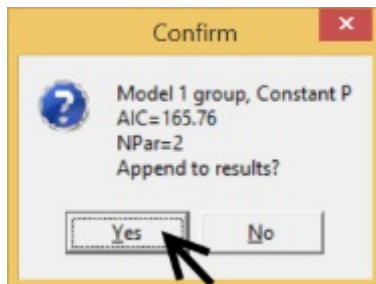 Confirm
Model 1 group, Constant P
AIC=165.76
NPar=2
Append to results?
Yes
No